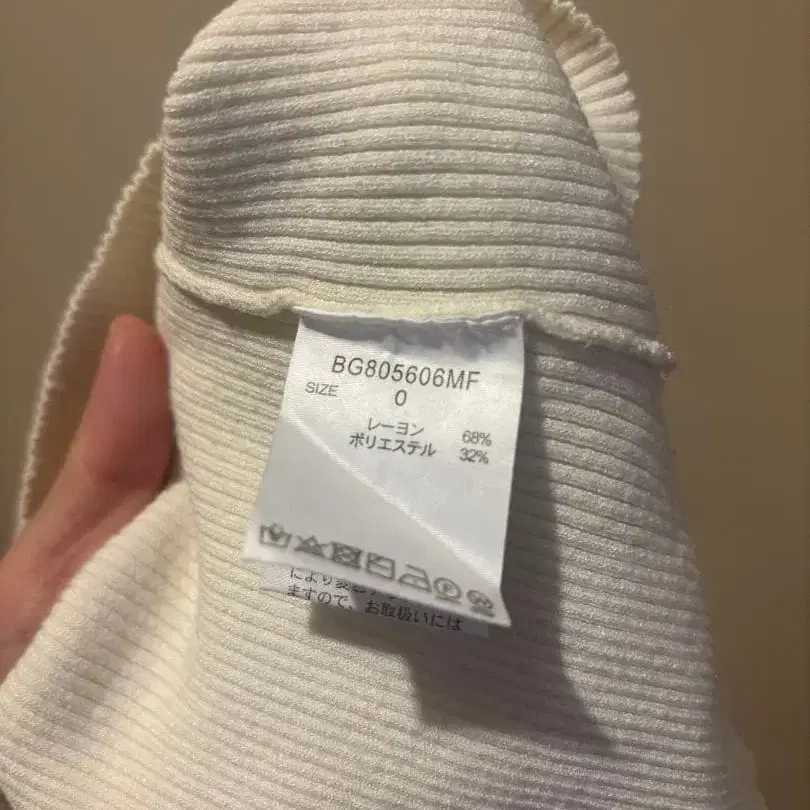 BG805606MF
SIZE 0
レーヨン 68%
ポリエステル 32%
により変
ますので、お取扱いには